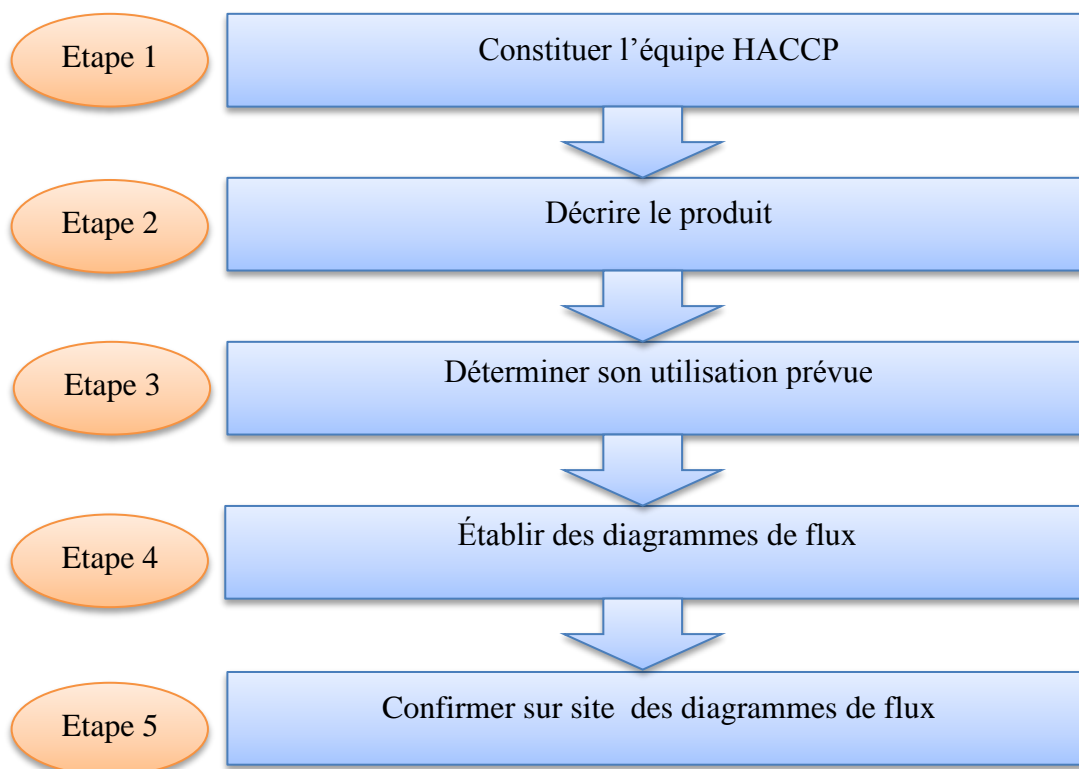 Etape 1
Constituer l’équipe HACCP
Etape 2
Décrire le produit
Etape 3
Déterminer son utilisation prévue
Etape 4
Établir des diagrammes de flux
Etape 5
Confirmer sur site  des diagrammes de flux